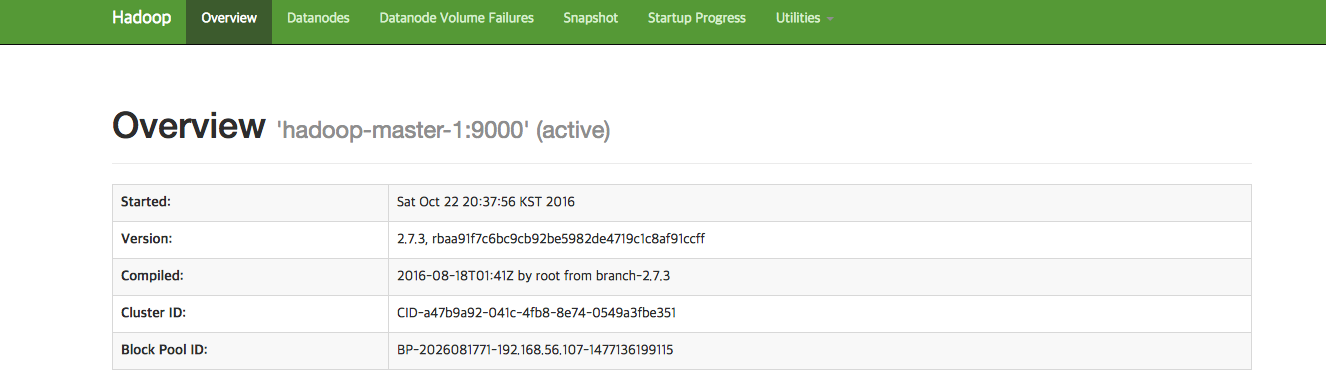 Hadoop Overview Datanodes Datanode Volume Failures Snapshot Startup Progress Utilities
Overview 'hadoop-master-1:9000' (active)
Started: Sat Oct 22 20:37:56 KST 2016
Version: 2.7.3, rbaa91f7c6bc9cb92be5982de4719c1c8af91ccff
Compiled: 2016-08-18T01:41Z by root from branch-2.7.3
Cluster ID: CID-a47b9a92-041c-4fb8-8e74-0549a3fbe351
Block Pool ID: BP-2026081771-192.168.56.107-1477136199115